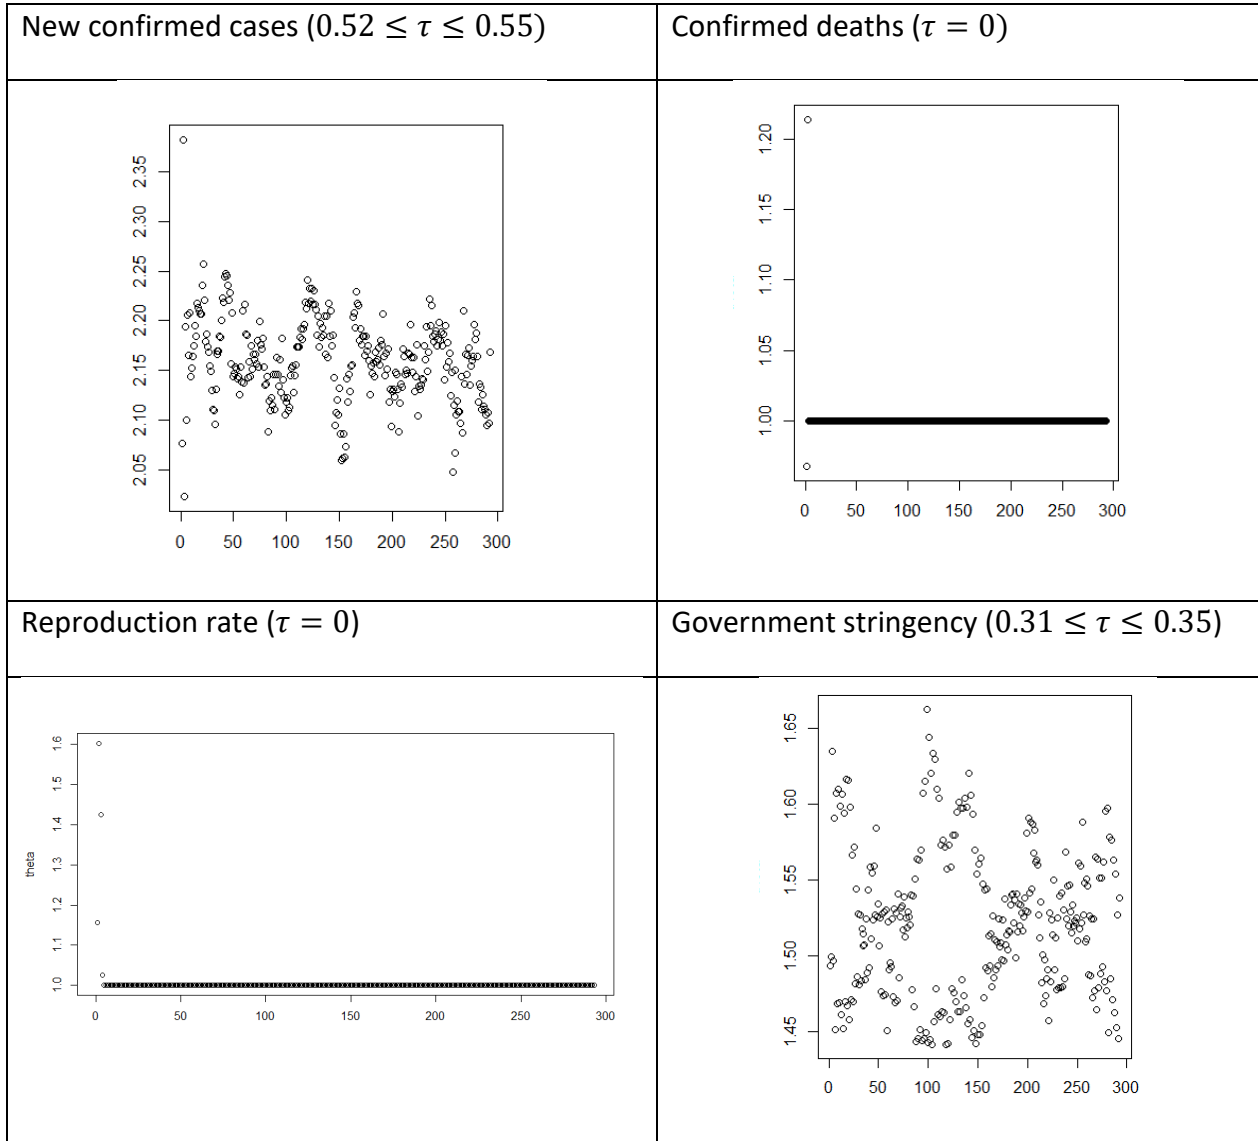 New confirmed cases (0.52 ≤ τ ≤ 0.55)
Confirmed deaths (τ = 0)
2.35
2.30
2.25
2.20
2.15
2.10
2.05
0 50 100 150 200 250 300
1.20
1.15
1.10
1.05
1.00
0 50 100 150 200 250 300
Reproduction rate (τ = 0)
Government stringency (0.31 ≤ τ ≤ 0.35)
theta
1.6
1.5
1.4
1.3
1.2
1.1
1.0
0 50 100 150 200 250 300
1.65
1.60
1.55
1.50
1.45
0 50 100 150 200 250 300